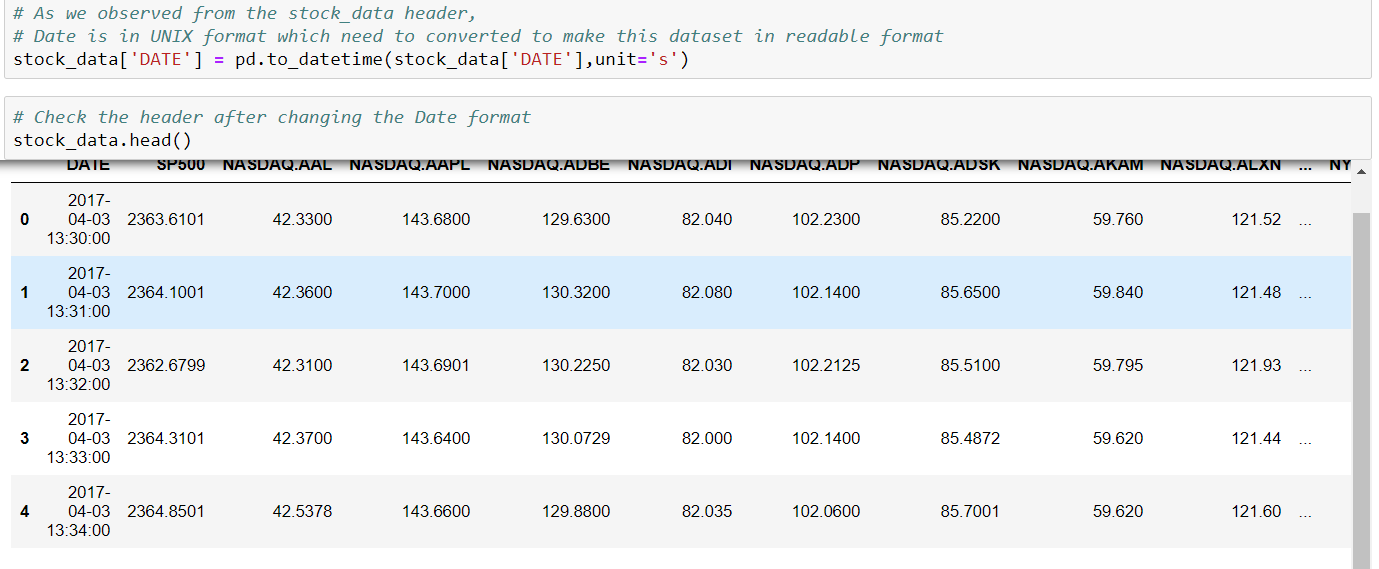 # As we observed from the stock_data header,
# Date is in UNIX format which need to converted to make this dataset in readable format
stock_data['DATE'] = pd.to_datetime(stock_data['DATE'],unit='s')
# Check the header after changing the Date format
stock_data.head()
DATE SP500 NASDAQ.AAL NASDAQ.AAPL NASDAQ.ADBE NASDAQ.ADI NASDAQ.ADP NASDAQ.ADSK NASDAQ.AKAM NASDAQ.ALXN ... NY
2017-
0 04-03 2363.6101 42.3300 143.6800 129.6300 82.040 102.2300 85.2200 59.760 121.52 ...
13:30:00
2017-
1 04-03 2364.1001 42.3600 143.7000 130.3200 82.080 102.1400 85.6500 59.840 121.48 ...
13:31:00
2017-
2 04-03 2362.6799 42.3100 143.6901 130.2250 82.030 102.2125 85.5100 59.795 121.93 ...
13:32:00
2017-
3 04-03 2364.3101 42.3700 143.6400 130.0729 82.000 102.1400 85.4872 59.620 121.44 ...
13:33:00
2017-
4 04-03 2364.8501 42.5378 143.6600 129.8800 82.035 102.0600 85.7001 59.620 121.60 ...
13:34:00